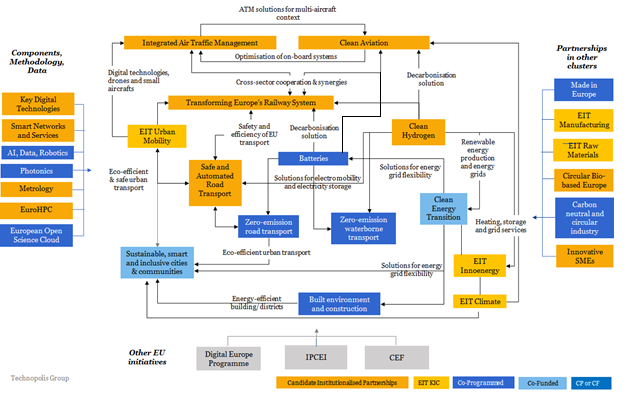 ATM solutions for multi-aircraft
context
Integrated Air Traffic Management
Clean Aviation
Optimisation of on-board systems
Components,
Methodology,
Data
Partnerships
in other
clusters
Digital technologies,
drones and small
aircrafts
Cross-sector cooperation & synergies
Decarbonisation
solution
Key Digital
Technologies
Smart Networks
and Services
AI, Data, Robotics
Photonics
Metrology
EuroHPC
European Open
Science Cloud
Transforming Europe's Railway System
EIT Urban
Mobility
Safety and
efficiency of EU
transport
Decarbonisation
solution
Clean
Hydrogen
Renewable
energy
production and
energy
grids
Made in
Europe
EIT
Manufacturing
EIT Raw
Materials
Circular Bio-
based Europe
Carbon
neutral and
circular
industry
Innovative
SMEs
Eco-efficient
& safe urban
transport
Safe and
Automated
Road
Transport
Batteries
Solutions for electromobility
and electricity storage
Solutions for energy
grid flexibility
Clean
Energy
Transition
Zero-emission
road transport
Zero-emission
waterborne
transport
Heating, storage
and grid services
Eco-efficient urban transport
Sustainable, smart
and inclusive cities
& communities
Solutions for energy
grid flexibility
EIT
Innoenergy
EIT Climate
Energy-efficient
building/ districts
Built environment
and construction
Other EU
initiatives
Digital Europe
Programme
IPCEI
CEF
Technopolis Group
Candidate Institutionalised Partnerships
EIT KIC
Co-Programmed
Co-Funded
CP or CF